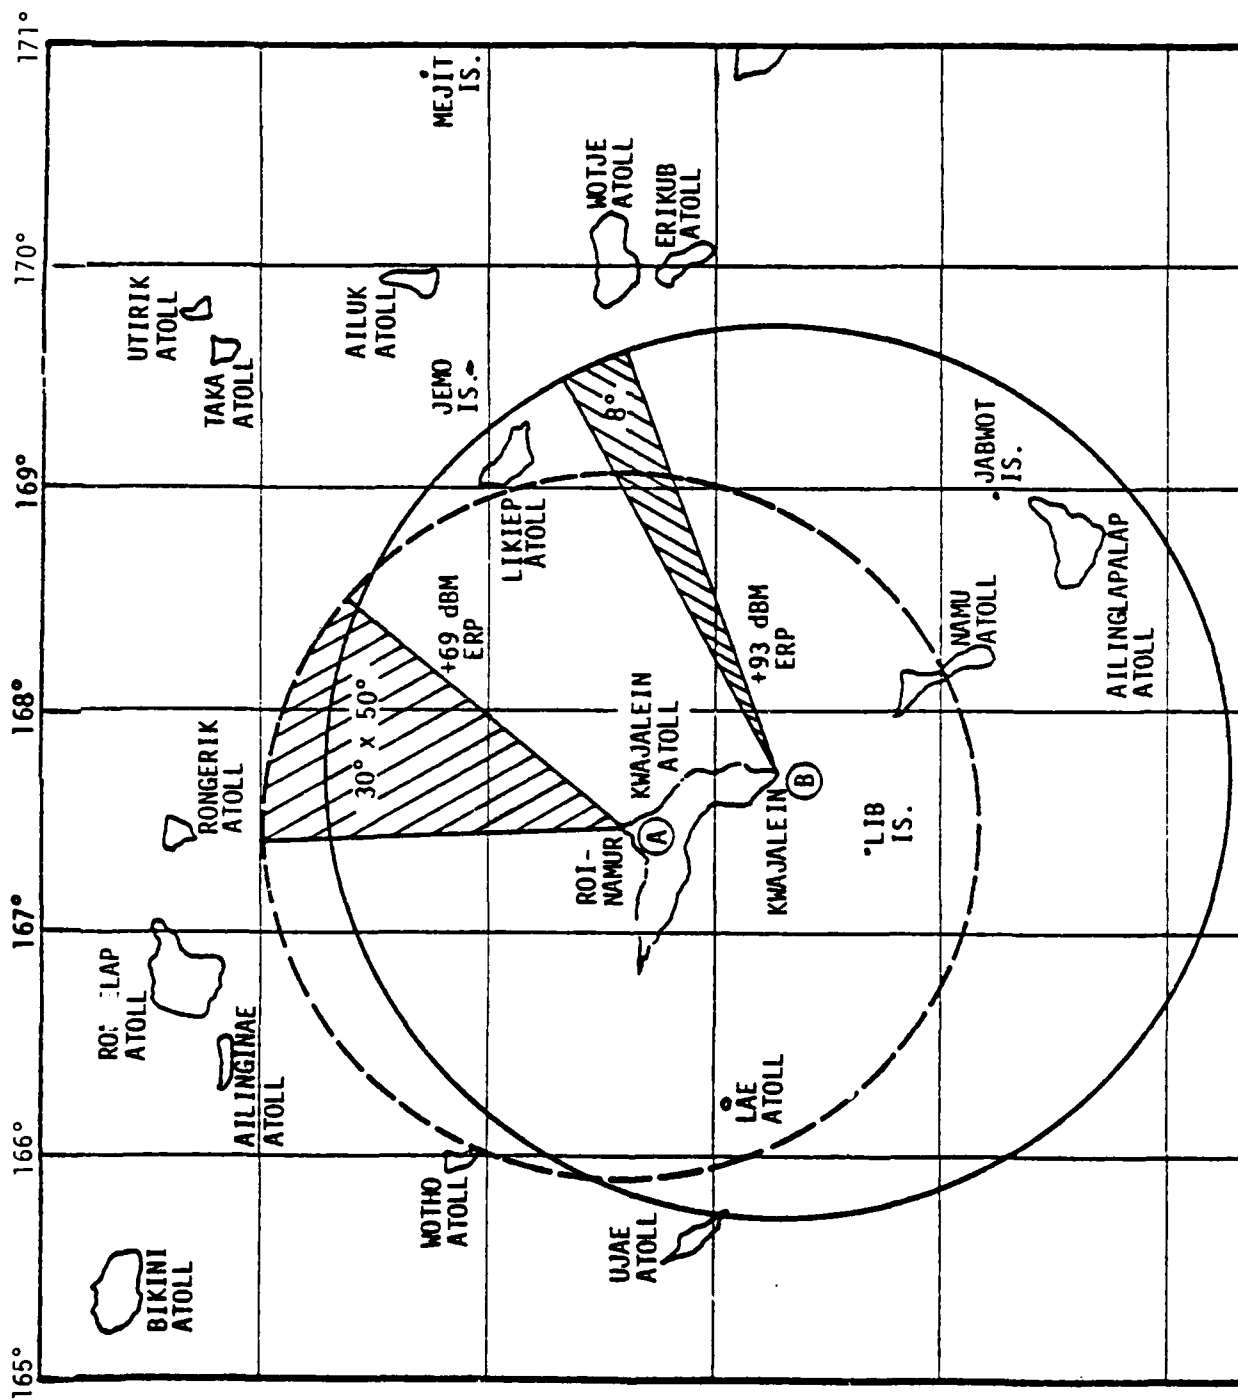 165°
166°
167°
168°
169°
170°
171°
BIKINI
ATOLL
AILINGINAE
ATOLL
ATOLL
RONGERIK
ATOLL
TAKA
ATOLL
UTIRIK
ATOLL
WOTHO
ATOLL
30° x 50°
+69 dBM
ERP
JEMO
IS.
AILUK
ATOLL
MEJIT
IS.
LIKIEP
ATOLL
UJAE
ATOLL
ROI-
NAMUR
A
KWAJALEIN
ATOLL
8°
WOTJE
ATOLL
ERIKUB
ATOLL
LAE
ATOLL
KWAJALEIN
B
+93 dBM
ERP
LIB
IS.
NAMU
ATOLL
JABWOT
IS.
AILINGLAPALAP
ATOLL